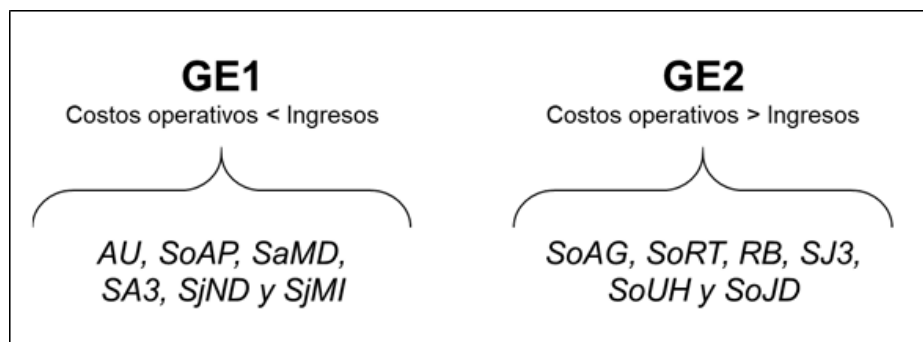 GE1
Costos operativos < Ingresos
AU, SoAP, SaMD,
SA3, SjND y SjMI
GE2
Costos operativos > Ingresos
SoAG, SoRT, RB, SJ3,
SoUH y SoJD